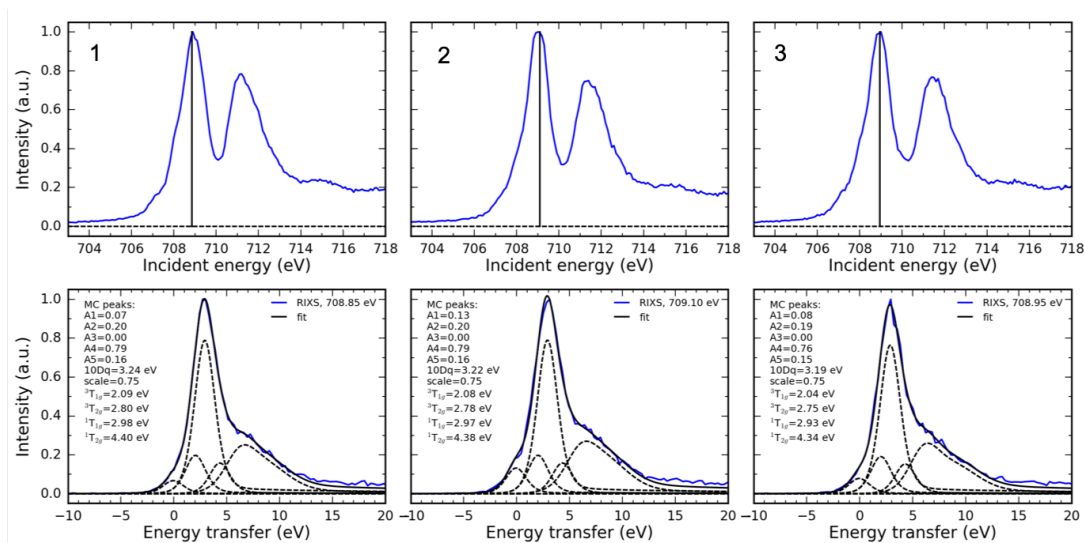 1
2
3
Intensity (a.u.)
1.0
0.8
0.6
0.4
0.2
0.0
704 706 708 710 712 714 716 718
704 706 708 710 712 714 716 718
704 706 708 710 712 714 716 718
Incident energy (eV)
Incident energy (eV)
Incident energy (eV)
Intensity (a.u.)
1.0
0.8
0.6
0.4
0.2
0.0
MC peaks:
A1=0.07
A2=0.20
A3=0.00
A4=0.79
A5=0.16
10Dq=3.24 eV
scale=0.75
³T₁g=2.09 eV
³T₂g=2.80 eV
¹T₁g=2.98 eV
¹T₂g=4.40 eV
RIXS, 708.85 eV
fit
MC peaks:
A1=0.13
A2=0.20
A3=0.00
A4=0.79
A5=0.16
10Dq=3.22 eV
scale=0.75
³T₁g=2.08 eV
³T₂g=2.78 eV
¹T₁g=2.97 eV
¹T₂g=4.38 eV
RIXS, 709.10 eV
fit
MC peaks:
A1=0.08
A2=0.19
A3=0.00
A4=0.76
A5=0.15
10Dq=3.19 eV
scale=0.75
³T₁g=2.04 eV
³T₂g=2.75 eV
¹T₁g=2.93 eV
¹T₂g=4.34 eV
RIXS, 708.95 eV
fit
−10 −5 0 5 10 15 20
−10 −5 0 5 10 15 20
−10 −5 0 5 10 15 20
Energy transfer (eV)
Energy transfer (eV)
Energy transfer (eV)